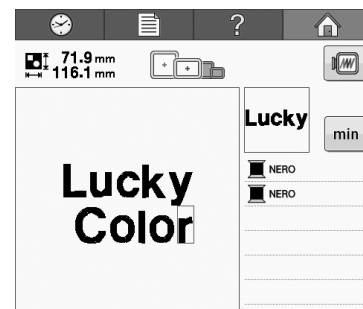 ?
71.9 mm
116.1 mm
Lucky
min
NERO
NERO
Lucky
Color